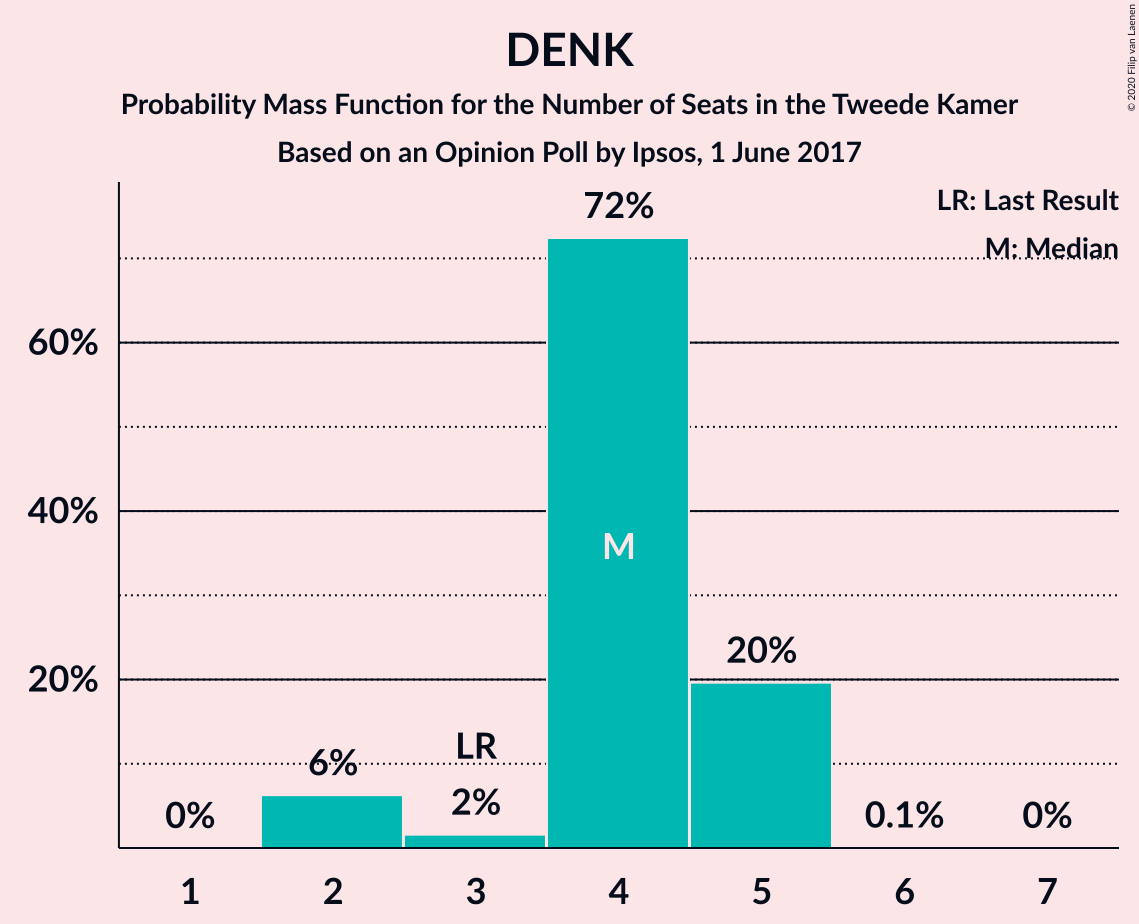 DENK
Probability Mass Function for the Number of Seats in the Tweede Kamer
Based on an Opinion Poll by Ipsos, 1 June 2017
© 2020 Filip van Laenen
LR: Last Result
M: Median
72%
60%
40%
M
20%
20%
LR
6%
2%
0%
0.1%
0%
1 2 3 4 5 6 7